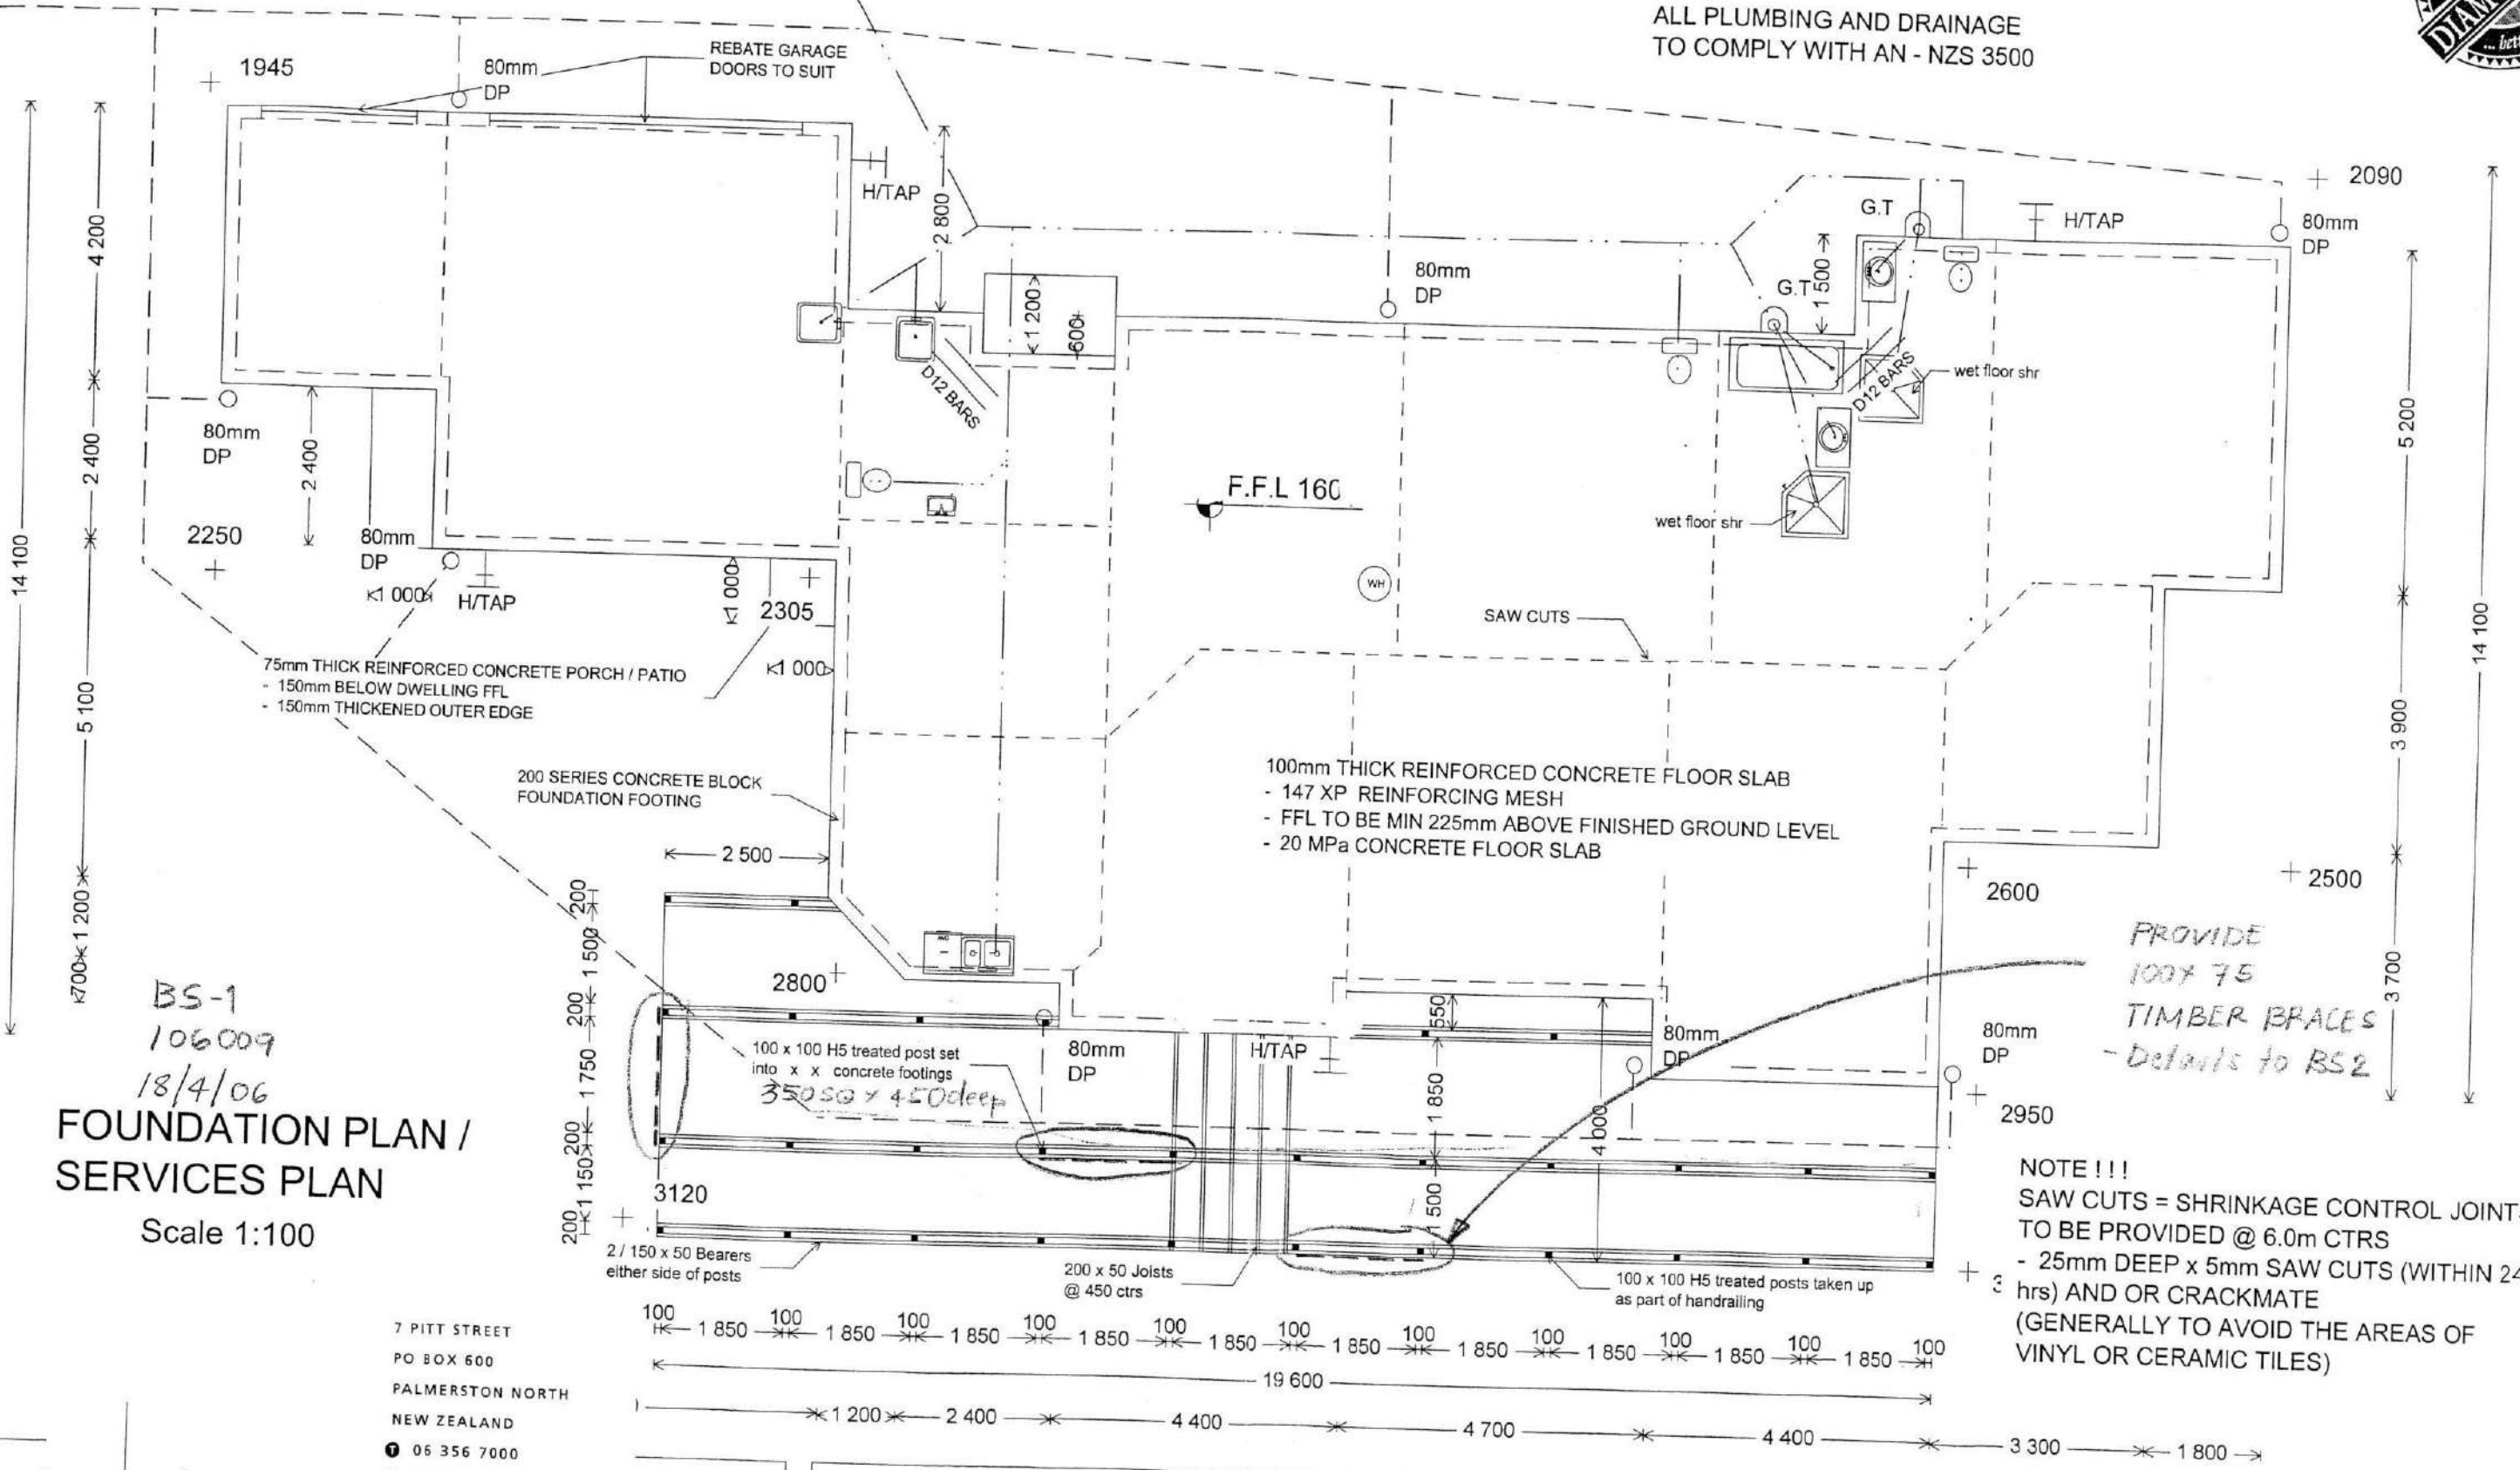 ALL PLUMBING AND DRAINAGE
TO COMPLY WITH AN - NZS 3500
DIAM
... bett
REBATE GARAGE
DOORS TO SUIT
1945
80mm
DP
H/TAP
2 800
4 200
2 400
5 100
1 200
700
14 100
80mm
DP
2 400
2250
80mm
DP
1 000
H/TAP
1 000
2305
1 000
D12 BARS
1 200
600
80mm
DP
F.F.L 160
WH
G.T
G.T
1 500
H/TAP
2090
80mm
DP
D12 BARS
wet floor shr
wet floor shr
SAW CUTS
5 200
3 900
3 700
14 100
75mm THICK REINFORCED CONCRETE PORCH / PATIO
- 150mm BELOW DWELLING FFL
- 150mm THICKENED OUTER EDGE
200 SERIES CONCRETE BLOCK
FOUNDATION FOOTING
2 500
100mm THICK REINFORCED CONCRETE FLOOR SLAB
- 147 XP REINFORCING MESH
- FFL TO BE MIN 225mm ABOVE FINISHED GROUND LEVEL
- 20 MPa CONCRETE FLOOR SLAB
2600
2500
PROVIDE
100x 75
TIMBER BRACES
- Details to BS2
200
1 500
200
1 750
200
1 150
200
2800
100 x 100 H5 treated post set
into x x concrete footings
350SQ x 450deep
80mm
DP
H/TAP
550
1 850
1 500
4 000
80mm
DP
80mm
DP
2950
BS-1
106009
18/4/06
FOUNDATION PLAN /
SERVICES PLAN
Scale 1:100
3120
2 / 150 x 50 Bearers
either side of posts
200 x 50 Joists
@ 450 ctrs
100 x 100 H5 treated posts taken up
as part of handrailing
3
NOTE ! ! !
SAW CUTS = SHRINKAGE CONTROL JOINT
TO BE PROVIDED @ 6.0m CTRS
- 25mm DEEP x 5mm SAW CUTS (WITHIN 24
hrs) AND OR CRACKMATE
(GENERALLY TO AVOID THE AREAS OF
VINYL OR CERAMIC TILES)
100 1 850 100 1 850 100 1 850 100 1 850 100 1 850 100 1 850 100 1 850 100 1 850 100 1 850 100 1 850 100
19 600
1 200 2 400 4 400 4 700 4 400 3 300 1 800
7 PITT STREET
PO BOX 600
PALMERSTON NORTH
NEW ZEALAND
T 06 356 7000